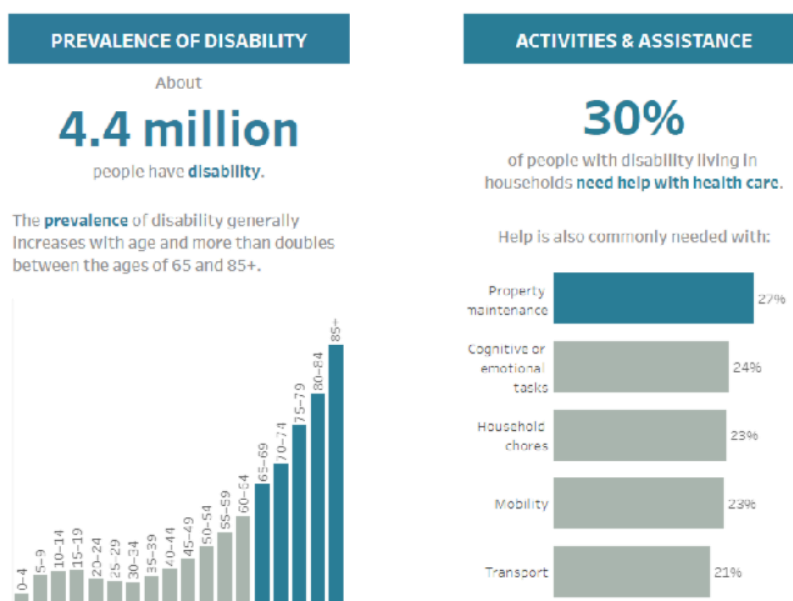 PREVALENCE OF DISABILITY
About
4.4 million
people have disability.
The prevalence of disability generally
increases with age and more than doubles
between the ages of 65 and 85+.
0–4
5–9
10–14
15–19
20–24
25–29
30–34
35–39
40–44
45–49
50–54
55–59
60–64
65–69
70–74
75–79
80–84
85+
ACTIVITIES & ASSISTANCE
30%
of people with disability living in
households need help with health care.
Help is also commonly needed with:
Property
maintenance
27%
Cognitive or
emotional
tasks
24%
Household
chores
23%
Mobility
23%
Transport
21%